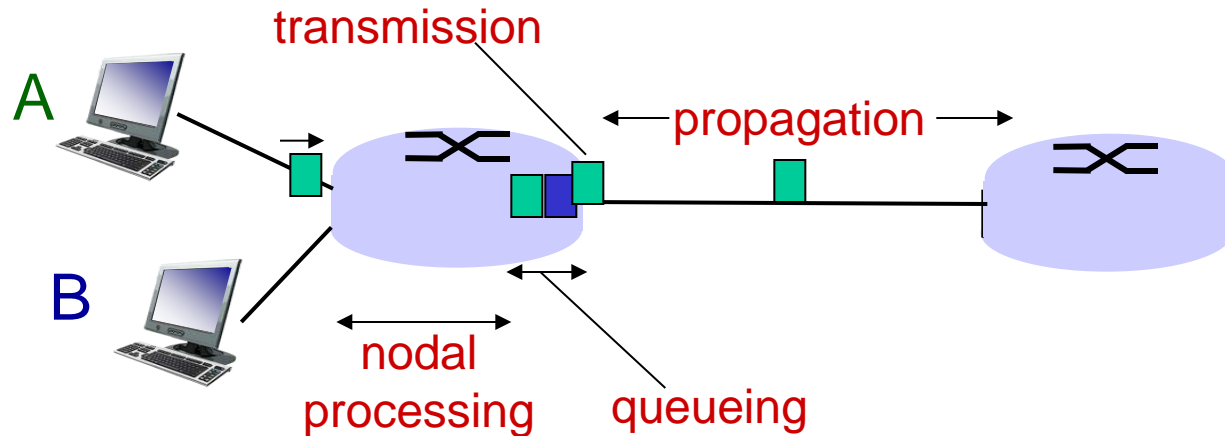 transmission
A
propagation
B
nodal
processing
queueing